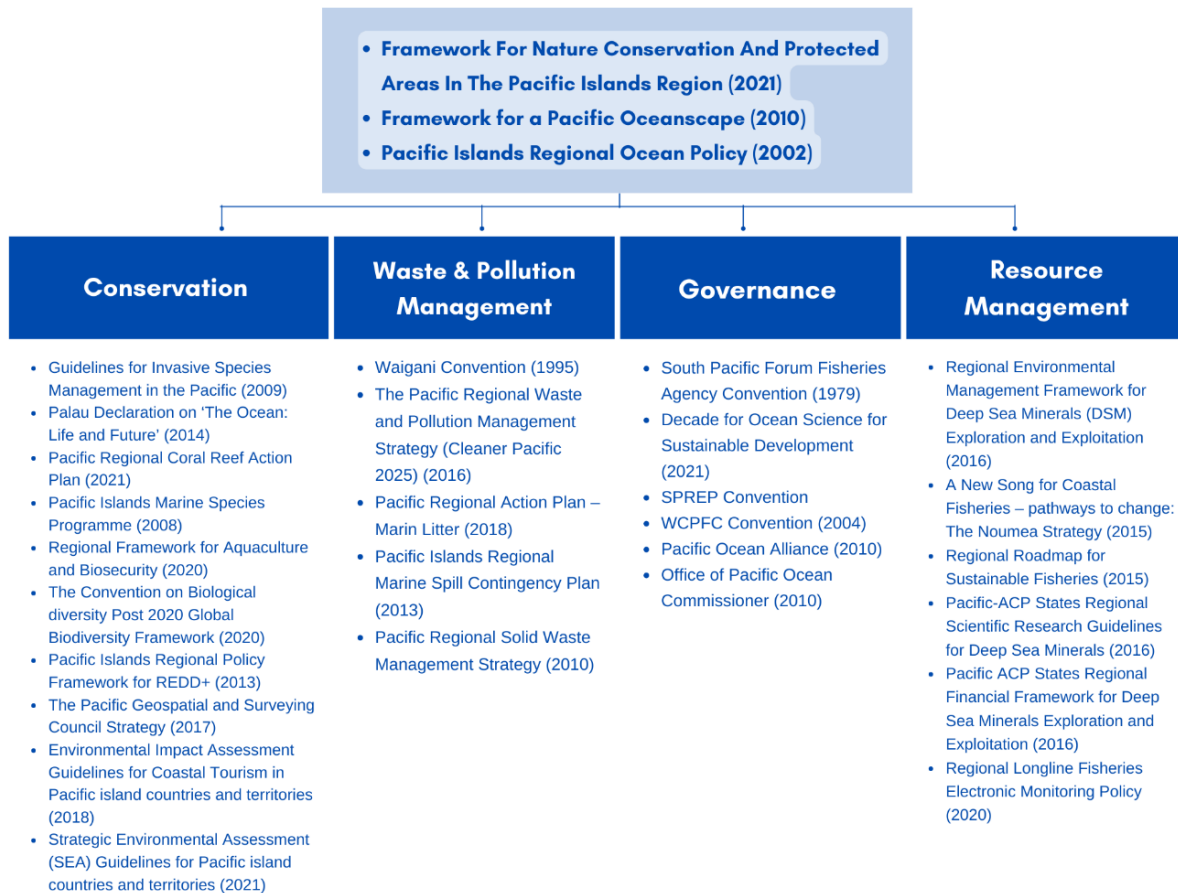 • Framework For Nature Conservation And Protected
Areas In The Pacific Islands Region (2021)
• Framework for a Pacific Oceanscape (2010)
• Pacific Islands Regional Ocean Policy (2002)
Conservation
• Guidelines for Invasive Species
Management in the Pacific (2009)
• Palau Declaration on ‘The Ocean:
Life and Future’ (2014)
• Pacific Regional Coral Reef Action
Plan (2021)
• Pacific Islands Marine Species
Programme (2008)
• Regional Framework for Aquaculture
and Biosecurity (2020)
• The Convention on Biological
diversity Post 2020 Global
Biodiversity Framework (2020)
• Pacific Islands Regional Policy
Framework for REDD+ (2013)
• The Pacific Geospatial and Surveying
Council Strategy (2017)
• Environmental Impact Assessment
Guidelines for Coastal Tourism in
Pacific island countries and territories
(2018)
• Strategic Environmental Assessment
(SEA) Guidelines for Pacific island
countries and territories (2021)
Waste & Pollution
Management
• Waigani Convention (1995)
• The Pacific Regional Waste
and Pollution Management
Strategy (Cleaner Pacific
2025) (2016)
• Pacific Regional Action Plan –
Marin Litter (2018)
• Pacific Islands Regional
Marine Spill Contingency Plan
(2013)
• Pacific Regional Solid Waste
Management Strategy (2010)
Governance
• South Pacific Forum Fisheries
Agency Convention (1979)
• Decade for Ocean Science for
Sustainable Development
(2021)
• SPREP Convention
• WCPFC Convention (2004)
• Pacific Ocean Alliance (2010)
• Office of Pacific Ocean
Commissioner (2010)
Resource
Management
• Regional Environmental
Management Framework for
Deep Sea Minerals (DSM)
Exploration and Exploitation
(2016)
• A New Song for Coastal
Fisheries – pathways to change:
The Noumea Strategy (2015)
• Regional Roadmap for
Sustainable Fisheries (2015)
• Pacific-ACP States Regional
Scientific Research Guidelines
for Deep Sea Minerals (2016)
• Pacific ACP States Regional
Financial Framework for Deep
Sea Minerals Exploration and
Exploitation (2016)
• Regional Longline Fisheries
Electronic Monitoring Policy
(2020)